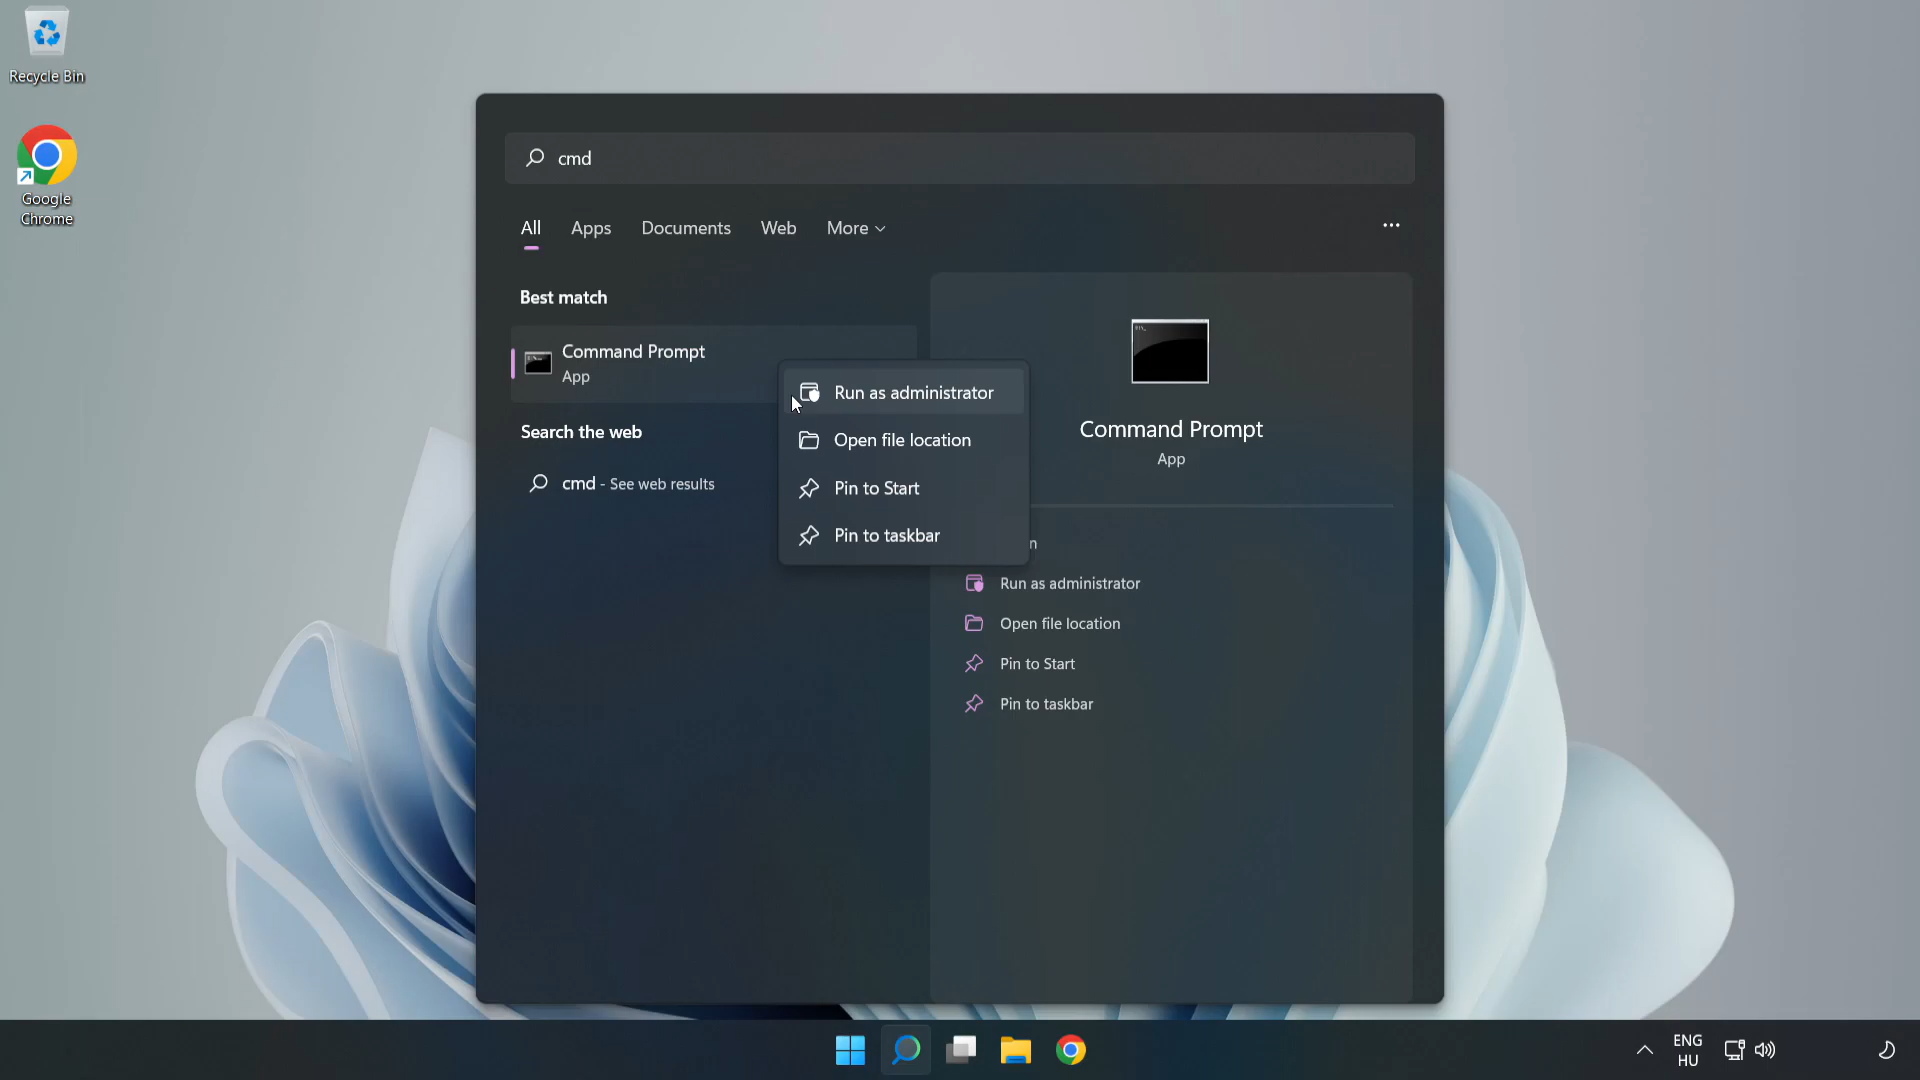 Recycle Bin
Google
Chrome
cmd
All
Apps
Documents
Web
More
Best match
Command Prompt
App
Search the web
cmd - See web results
Run as administrator
Open file location
Pin to Start
Pin to taskbar
Command Prompt
App
Run as administrator
Open file location
Pin to Start
Pin to taskbar
ENG
HU